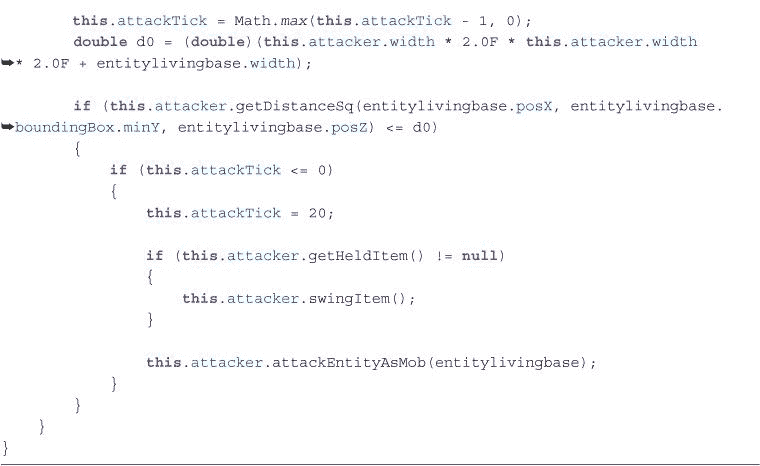 this.attackTick = Math.max(this.attackTick - 1, 0);
double d0 = (double)(this.attacker.width * 2.0F * this.attacker.width
➥* 2.0F + entitylivingbase.width);
if (this.attacker.getDistanceSq(entitylivingbase.posX, entitylivingbase.
➥boundingBox.minY, entitylivingbase.posZ) <= d0)
{
if (this.attackTick <= 0)
{
this.attackTick = 20;
if (this.attacker.getHeldItem() != null)
{
this.attacker.swingItem();
}
this.attacker.attackEntityAsMob(entitylivingbase);
}
}
}
}